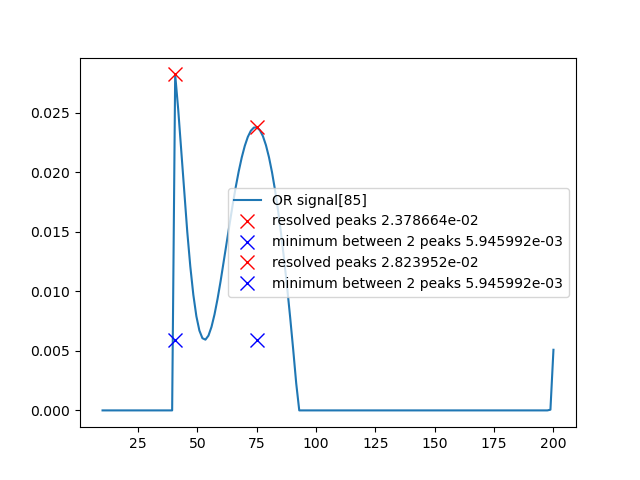 0.025
0.020
0.015
0.010
0.005
0.000
OR signal[85]
resolved peaks 2.378664e-02
minimum between 2 peaks 5.945992e-03
resolved peaks 2.823952e-02
minimum between 2 peaks 5.945992e-03
25 50 75 100 125 150 175 200